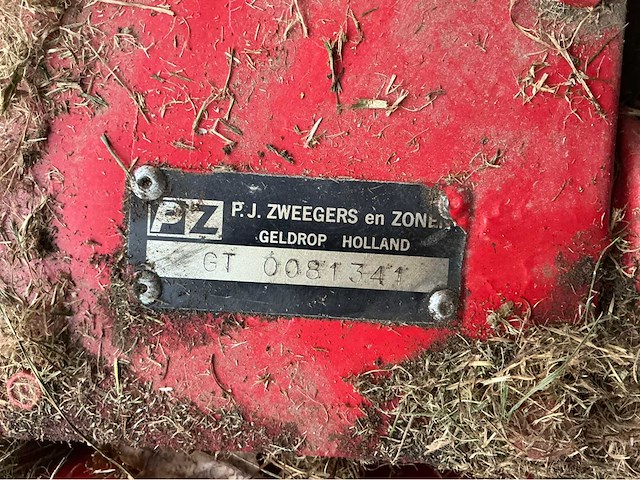 PZ
P.J. ZWEEGERS en ZONEN
GELDROP HOLLAND
GT 0081341